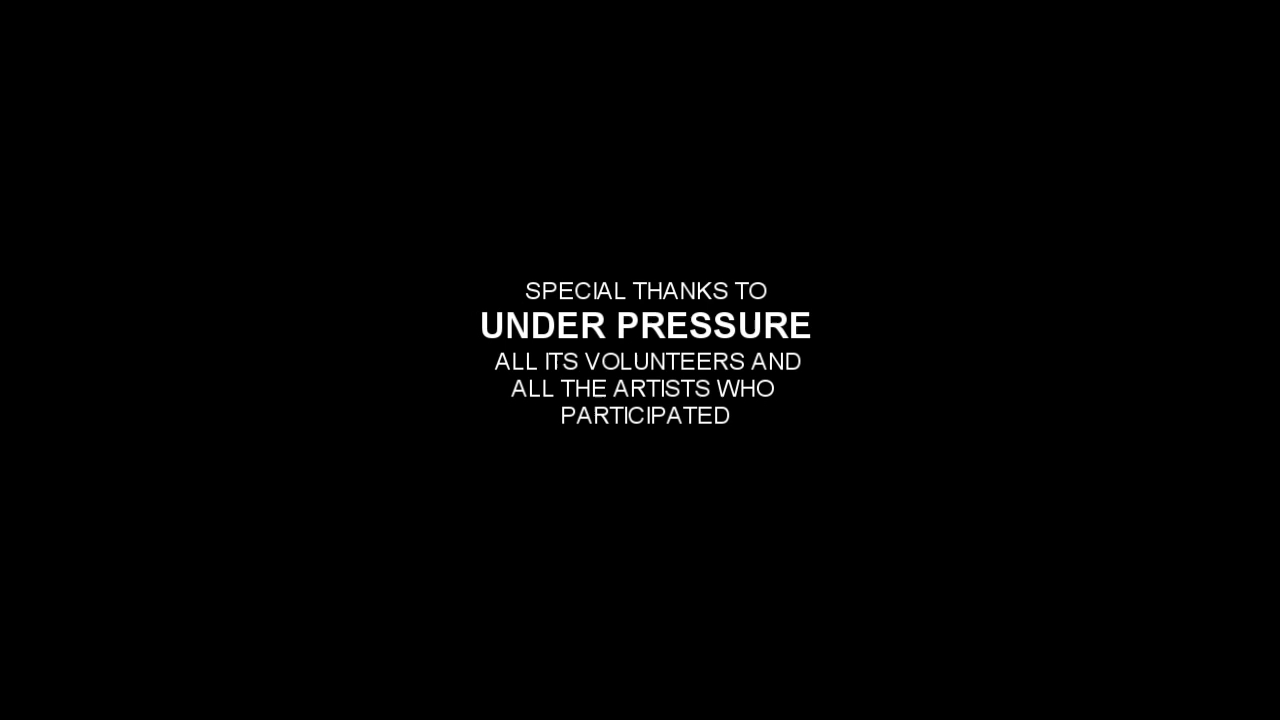 SPECIAL THANKS TO
UNDER PRESSURE
ALL ITS VOLUNTEERS AND
ALL THE ARTISTS WHO
PARTICIPATED